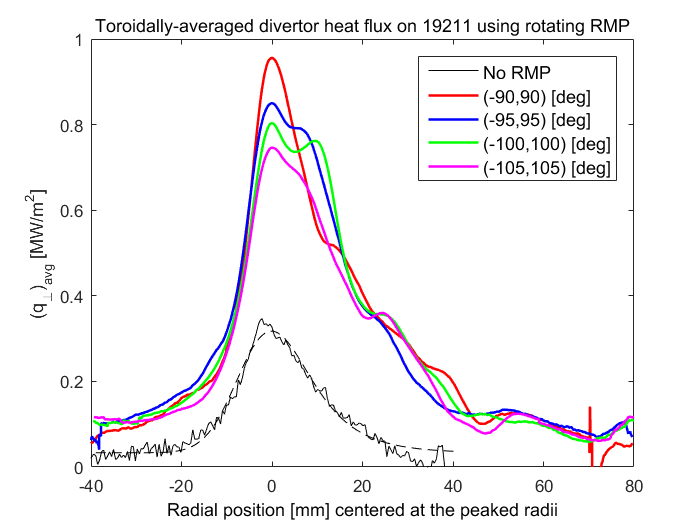 Toroidally-averaged divertor heat flux on 19211 using rotating RMP
1
0.8
0.6
0.4
0.2
0
(q⊥)avg [MW/m²]
No RMP
(-90,90) [deg]
(-95,95) [deg]
(-100,100) [deg]
(-105,105) [deg]
-40 -20 0 20 40 60 80
Radial position [mm] centered at the peaked radii